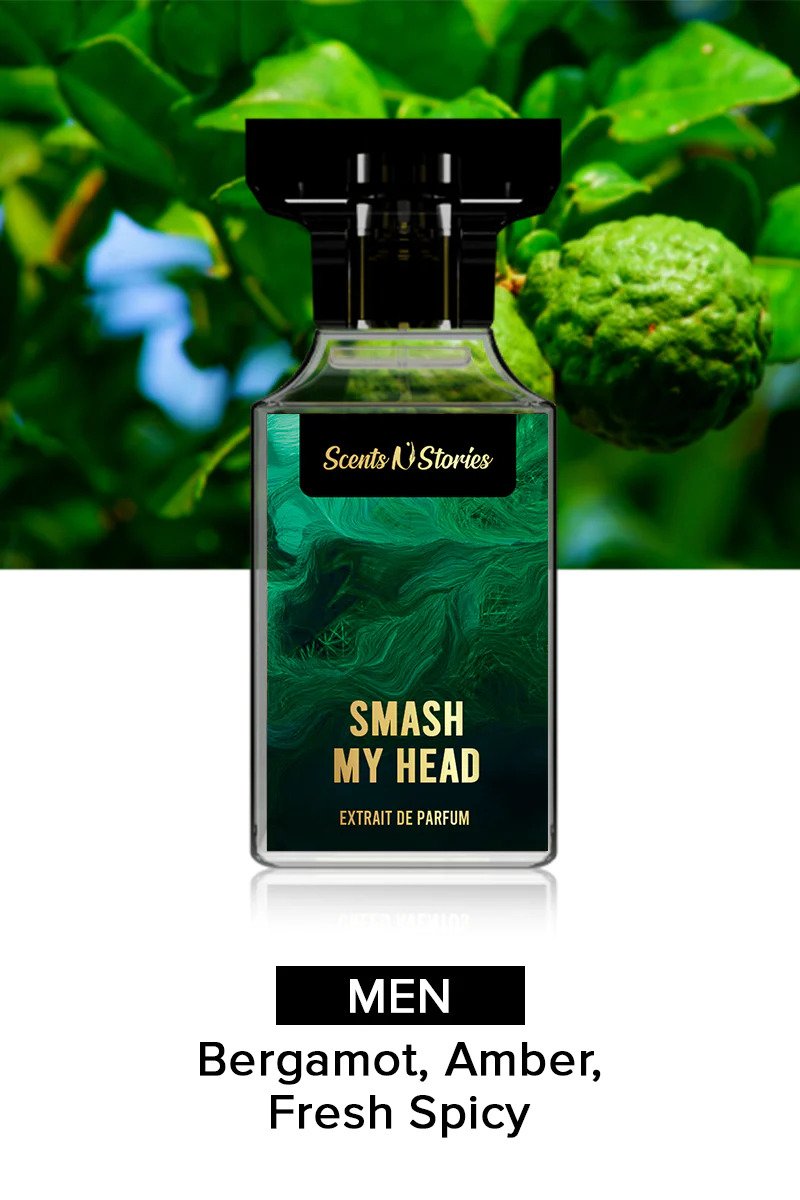 Scents N Stories
SMASH
MY HEAD
EXTRAIT DE PARFUM
MEN
Bergamot, Amber,
Fresh Spicy